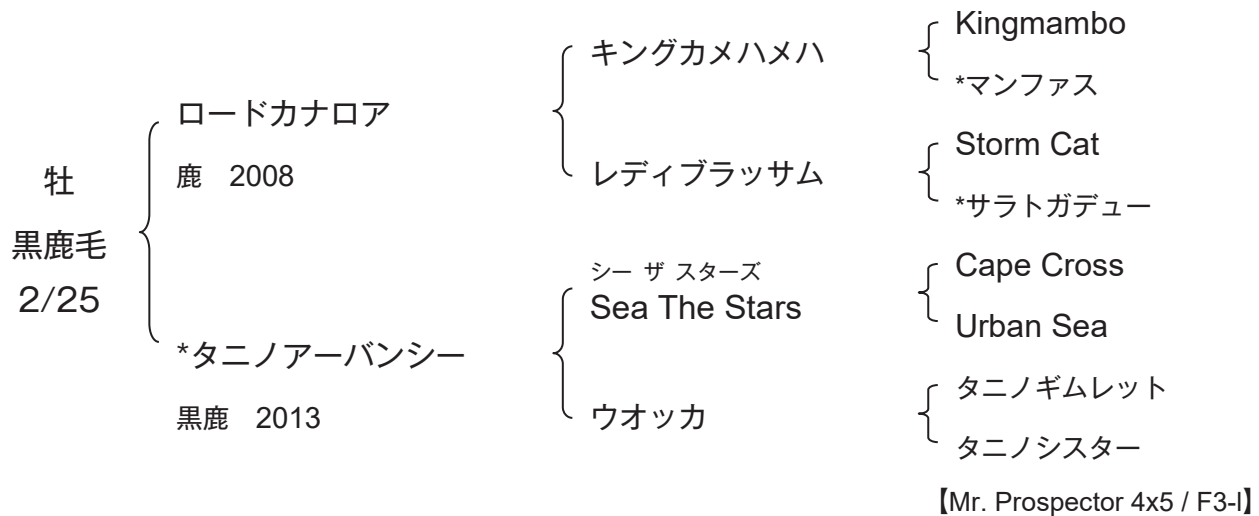 牡
黒鹿毛
2/25
ロードカナロア
鹿 2008
*タニノアーバンシー
黒鹿 2013
キングカメハメハ
レディブラッサム
シー ザ スターズ
Sea The Stars
ウオッカ
Kingmambo
*マンファス
Storm Cat
*サラトガデュー
Cape Cross
Urban Sea
タニノギムレット
タニノシスター
【Mr. Prospector 4x5 / F3-l】